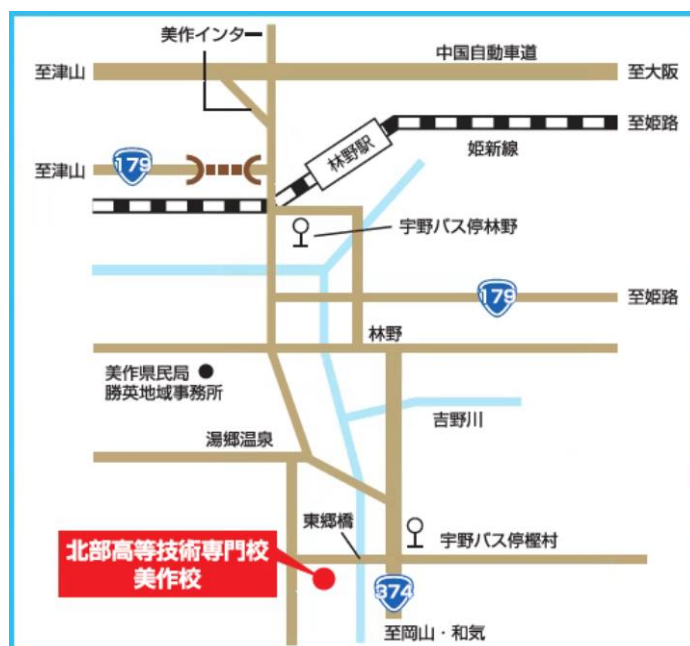 美作インター
中国自動車道
至津山
至大阪
至姫路
林野駅
姫新線
179
至津山
宇野バス停林野
179
至姫路
林野
美作県民局
勝英地域事務所
吉野川
湯郷温泉
東郷橋
宇野バス停樫村
北部高等技術専門校
美作校
374
至岡山・和気